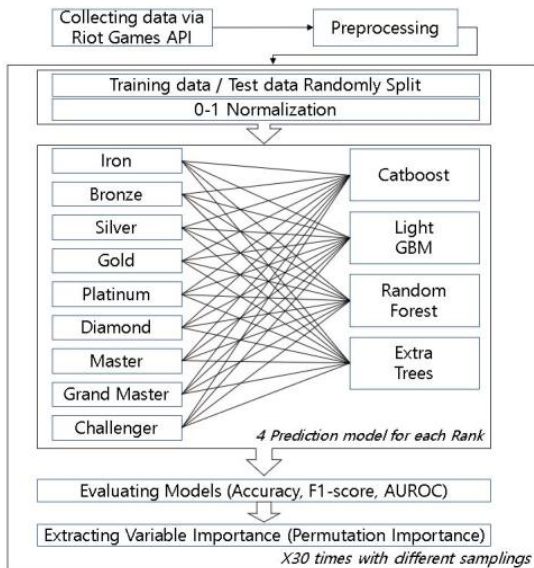 Collecting data via
Riot Games API
Preprocessing
Training data / Test data Randomly Split
0-1 Normalization
Iron
Bronze
Silver
Gold
Platinum
Diamond
Master
Grand Master
Challenger
Catboost
Light
GBM
Random
Forest
Extra
Trees
4 Prediction model for each Rank
Evaluating Models (Accuracy, F1-score, AUROC)
Extracting Variable Importance (Permutation Importance)
X30 times with different samplings